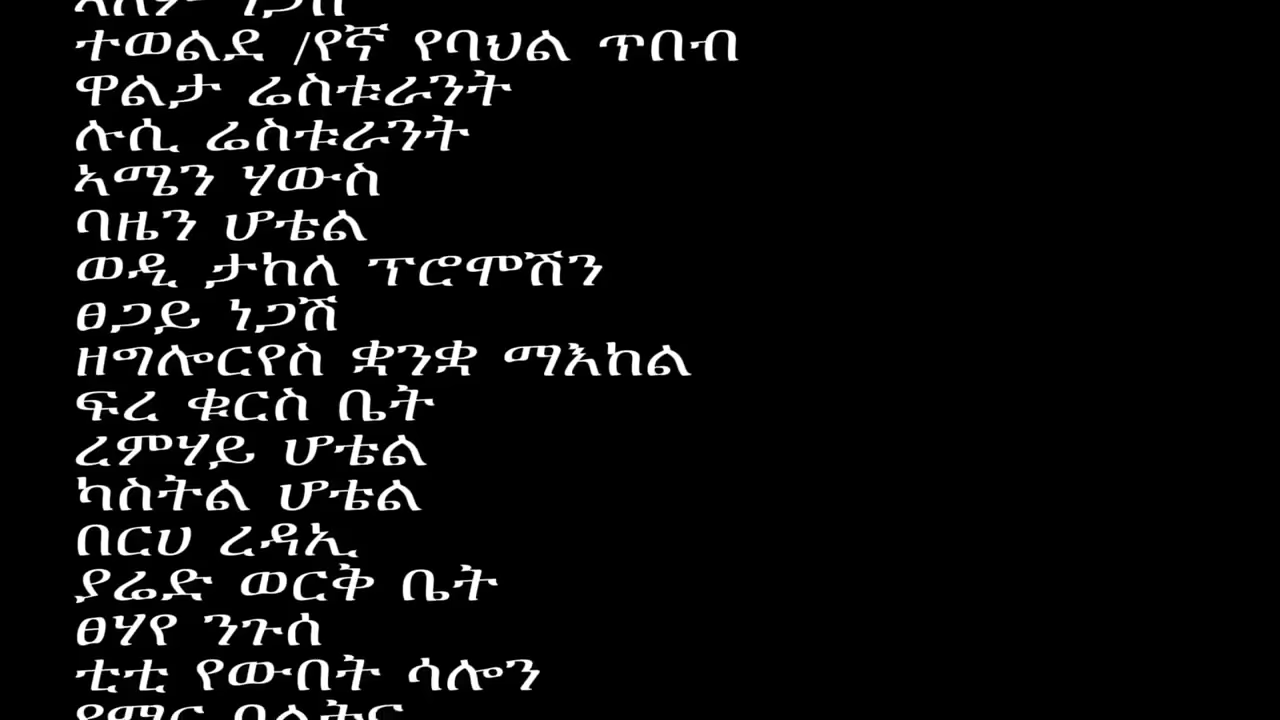 ተወልደ /የኛ የባህል ጥበብ
ዋልታ ሬስቱራንት
ሉሲ ሬስቱራንት
ኣሜን ሃውስ
ባዜን ሆቴል
ወዲ ታከለ ፕሮሞሽን
ፀጋይ ነጋሽ
ዘግሎርየስ ቋንቋ ማእከል
ፍረ ቁርስ ቤት
ረምሃይ ሆቴል
ካስትል ሆቴል
በርሀ ረዳኢ
ያሬድ ወርቅ ቤት
ፀሃየ ንጉሰ
ቲቲ የውበት ሳሎን